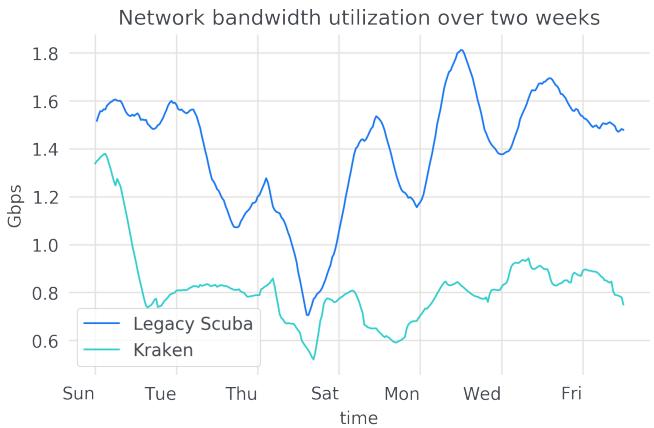 Network bandwidth utilization over two weeks
1.8
1.6
1.4
1.2
1.0
0.8
0.6
Gbps
Legacy Scuba
Kraken
Sun Tue Thu Sat Mon Wed Fri
time